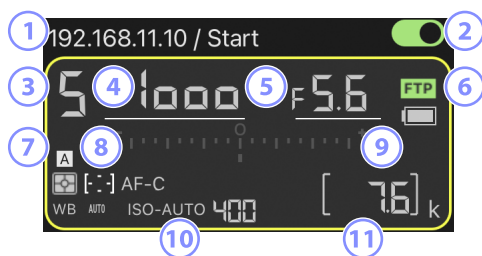 1 192.168.11.10 / Start 2
3 S 4 1000 5 F5.6 FTP 6
- 0 +
7 A 8 9
AF-C
WB AUTO ISO-AUTO 400 [ 7.6] k
10 11